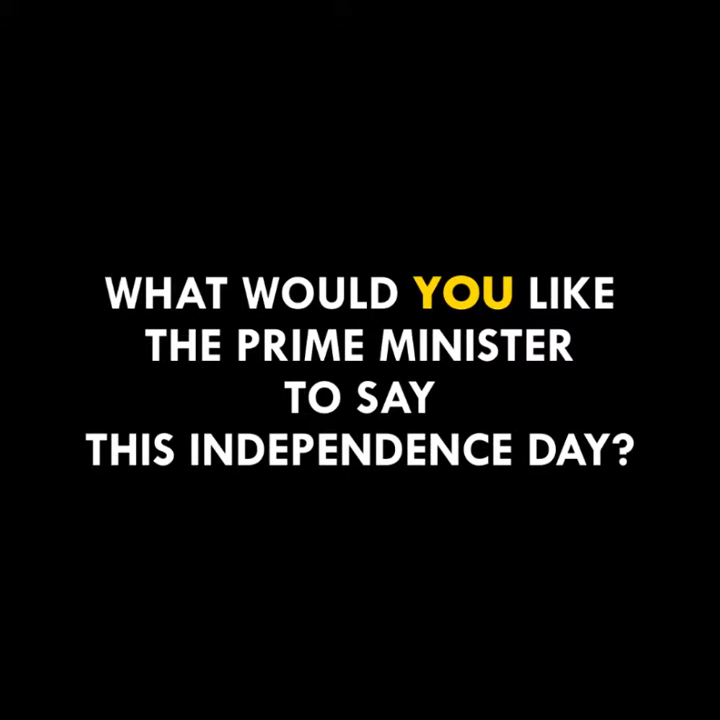 WHAT WOULD YOU LIKE
THE PRIME MINISTER
TO SAY
THIS INDEPENDENCE DAY?